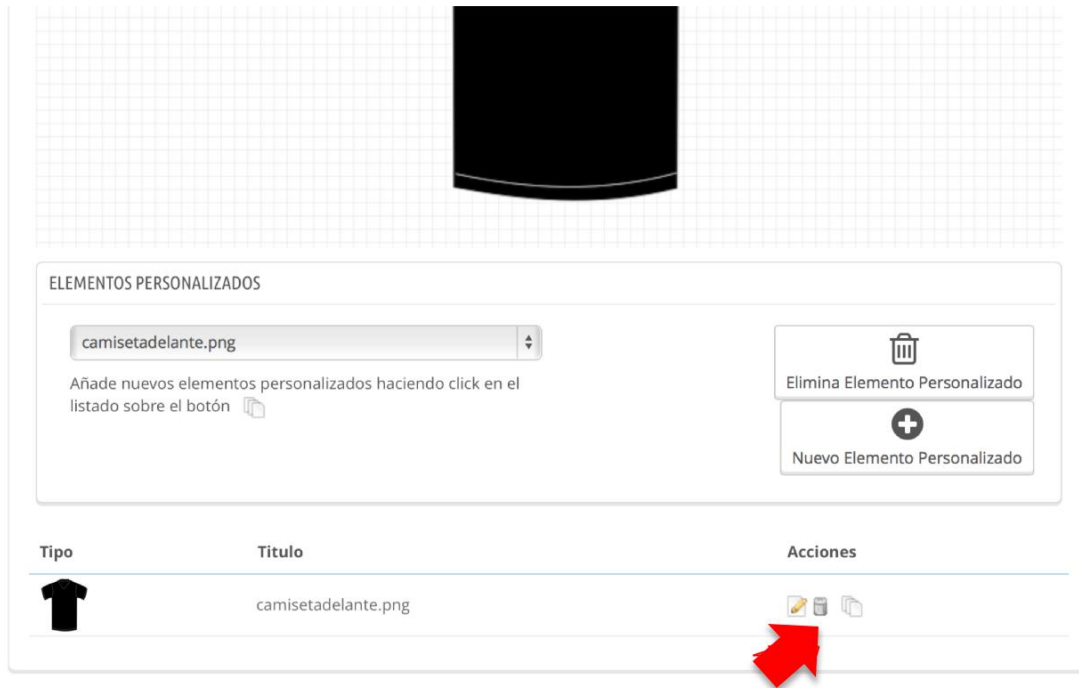 ELEMENTOS PERSONALIZADOS
camisetadelante.png
Añade nuevos elementos personalizados haciendo click en el
listado sobre el botón
Elimina Elemento Personalizado
Nuevo Elemento Personalizado
Tipo Titulo Acciones
camisetadelante.png